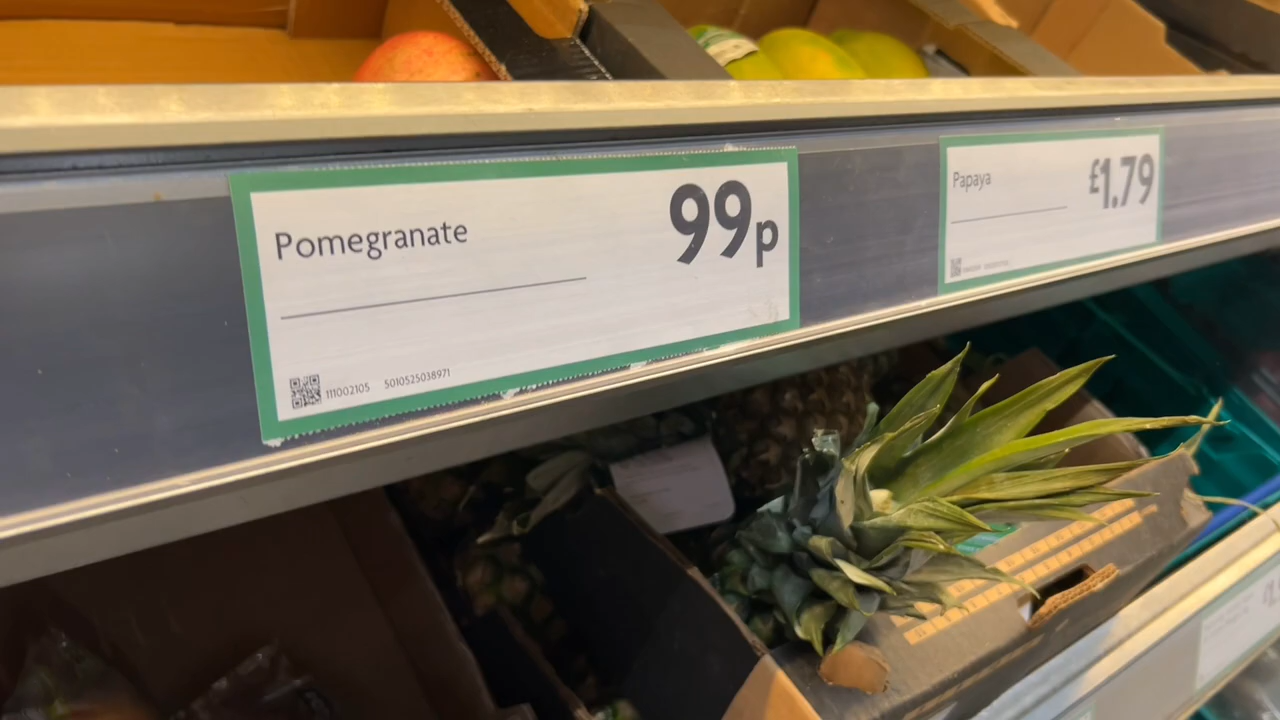 Pomegranate
99p
111002105 5010525038971
Papaya
£1.79